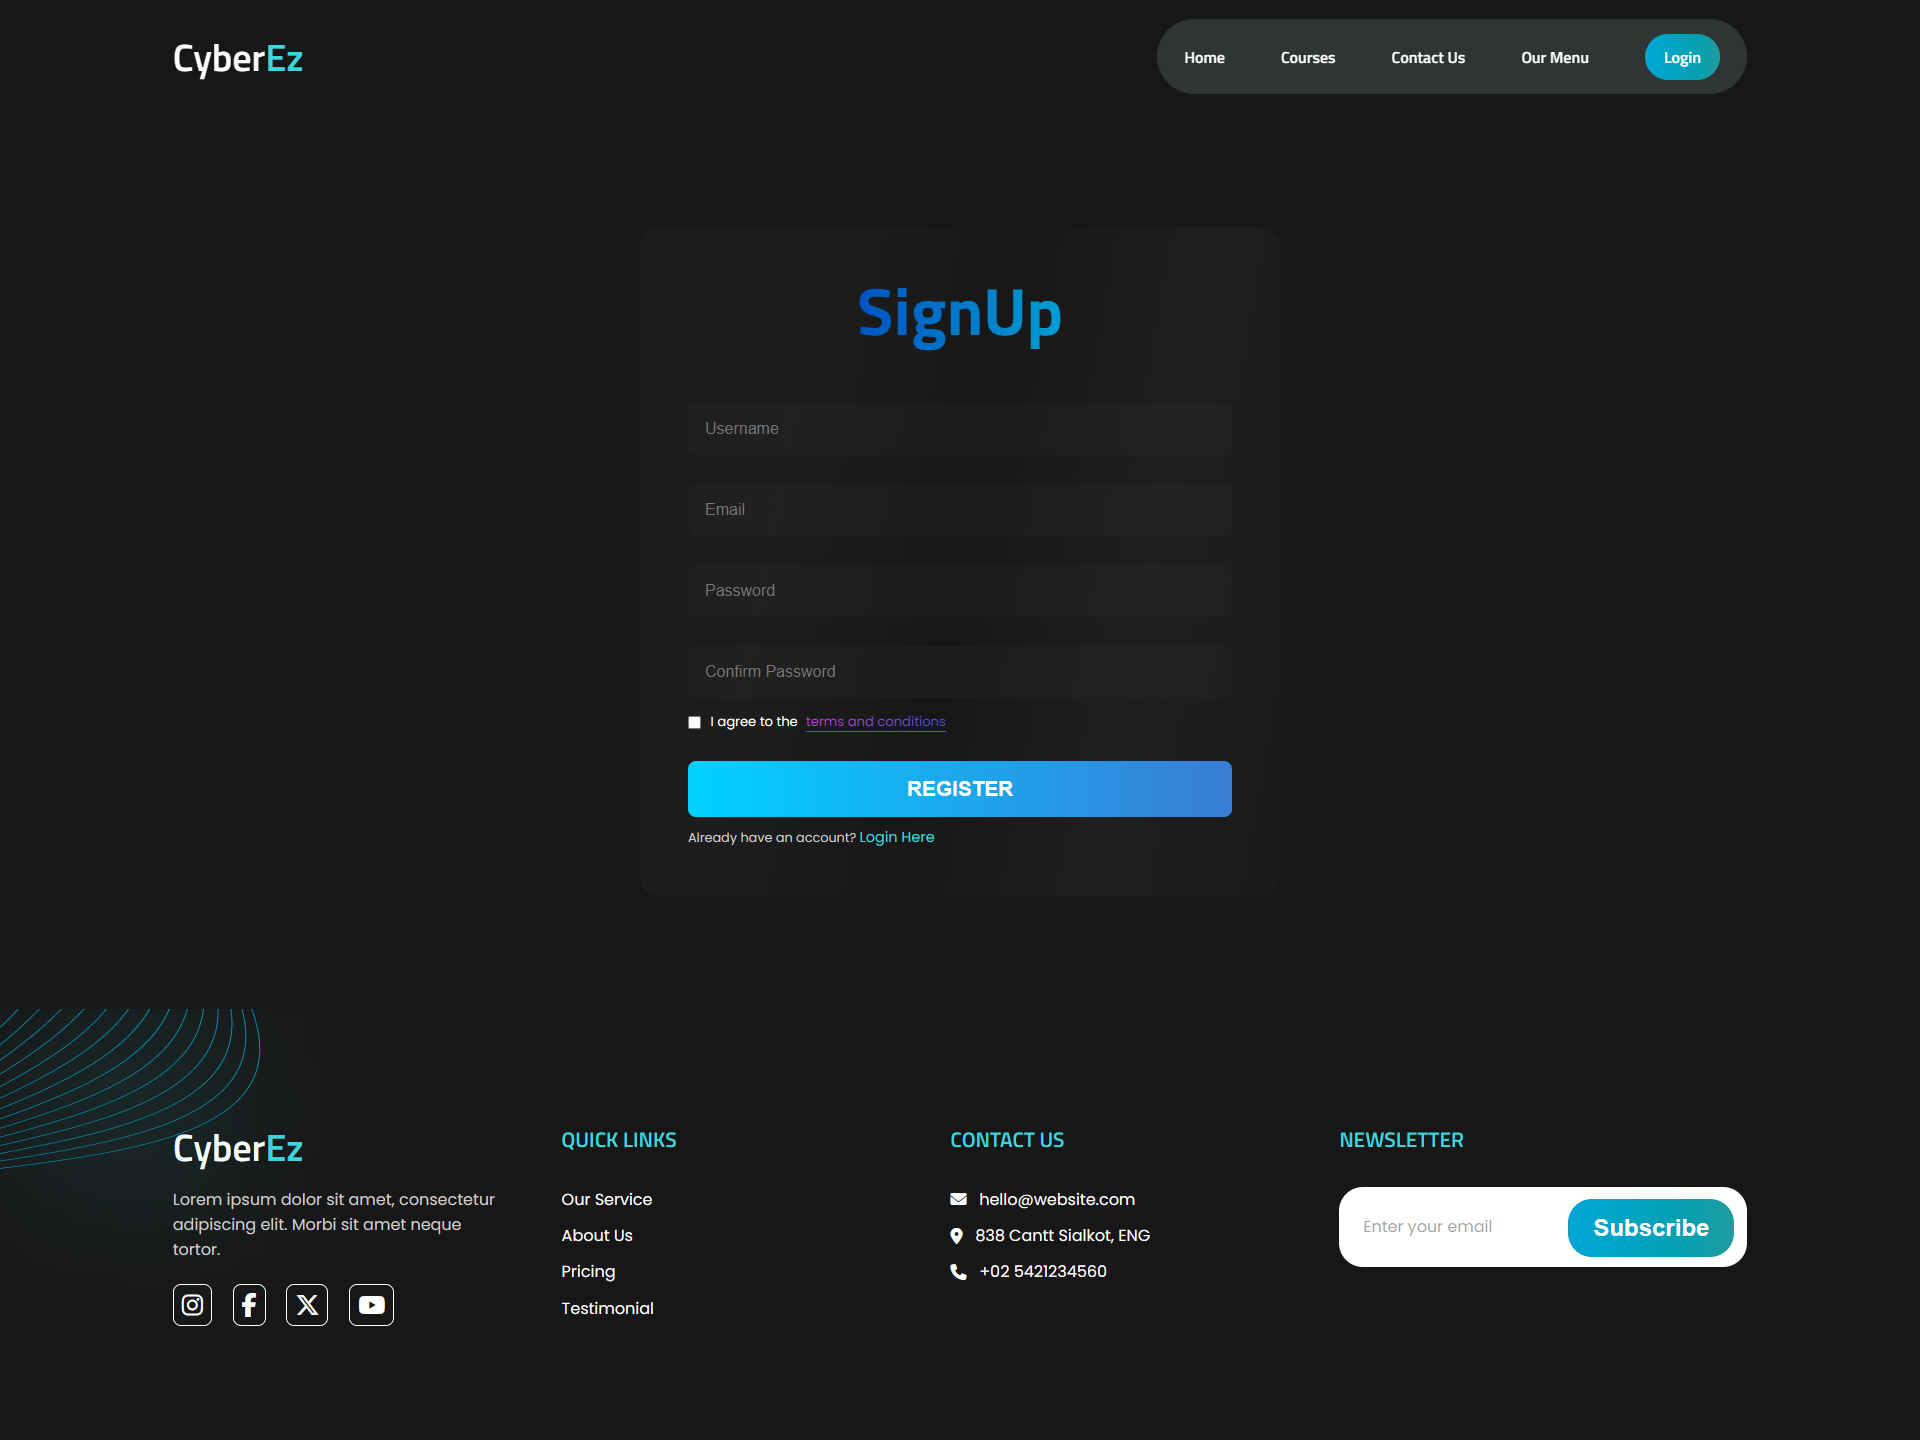 CyberEz
Home Courses Contact Us Our Menu Login
SignUp
Username
Email
Password
Confirm Password
I agree to the terms and conditions
REGISTER
Already have an account? Login Here
CyberEz
Lorem ipsum dolor sit amet, consectetur
adipiscing elit. Morbi sit amet neque
tortor.
QUICK LINKS
Our Service
About Us
Pricing
Testimonial
CONTACT US
hello@website.com
838 Cantt Sialkot, ENG
+02 5421234560
NEWSLETTER
Enter your email Subscribe